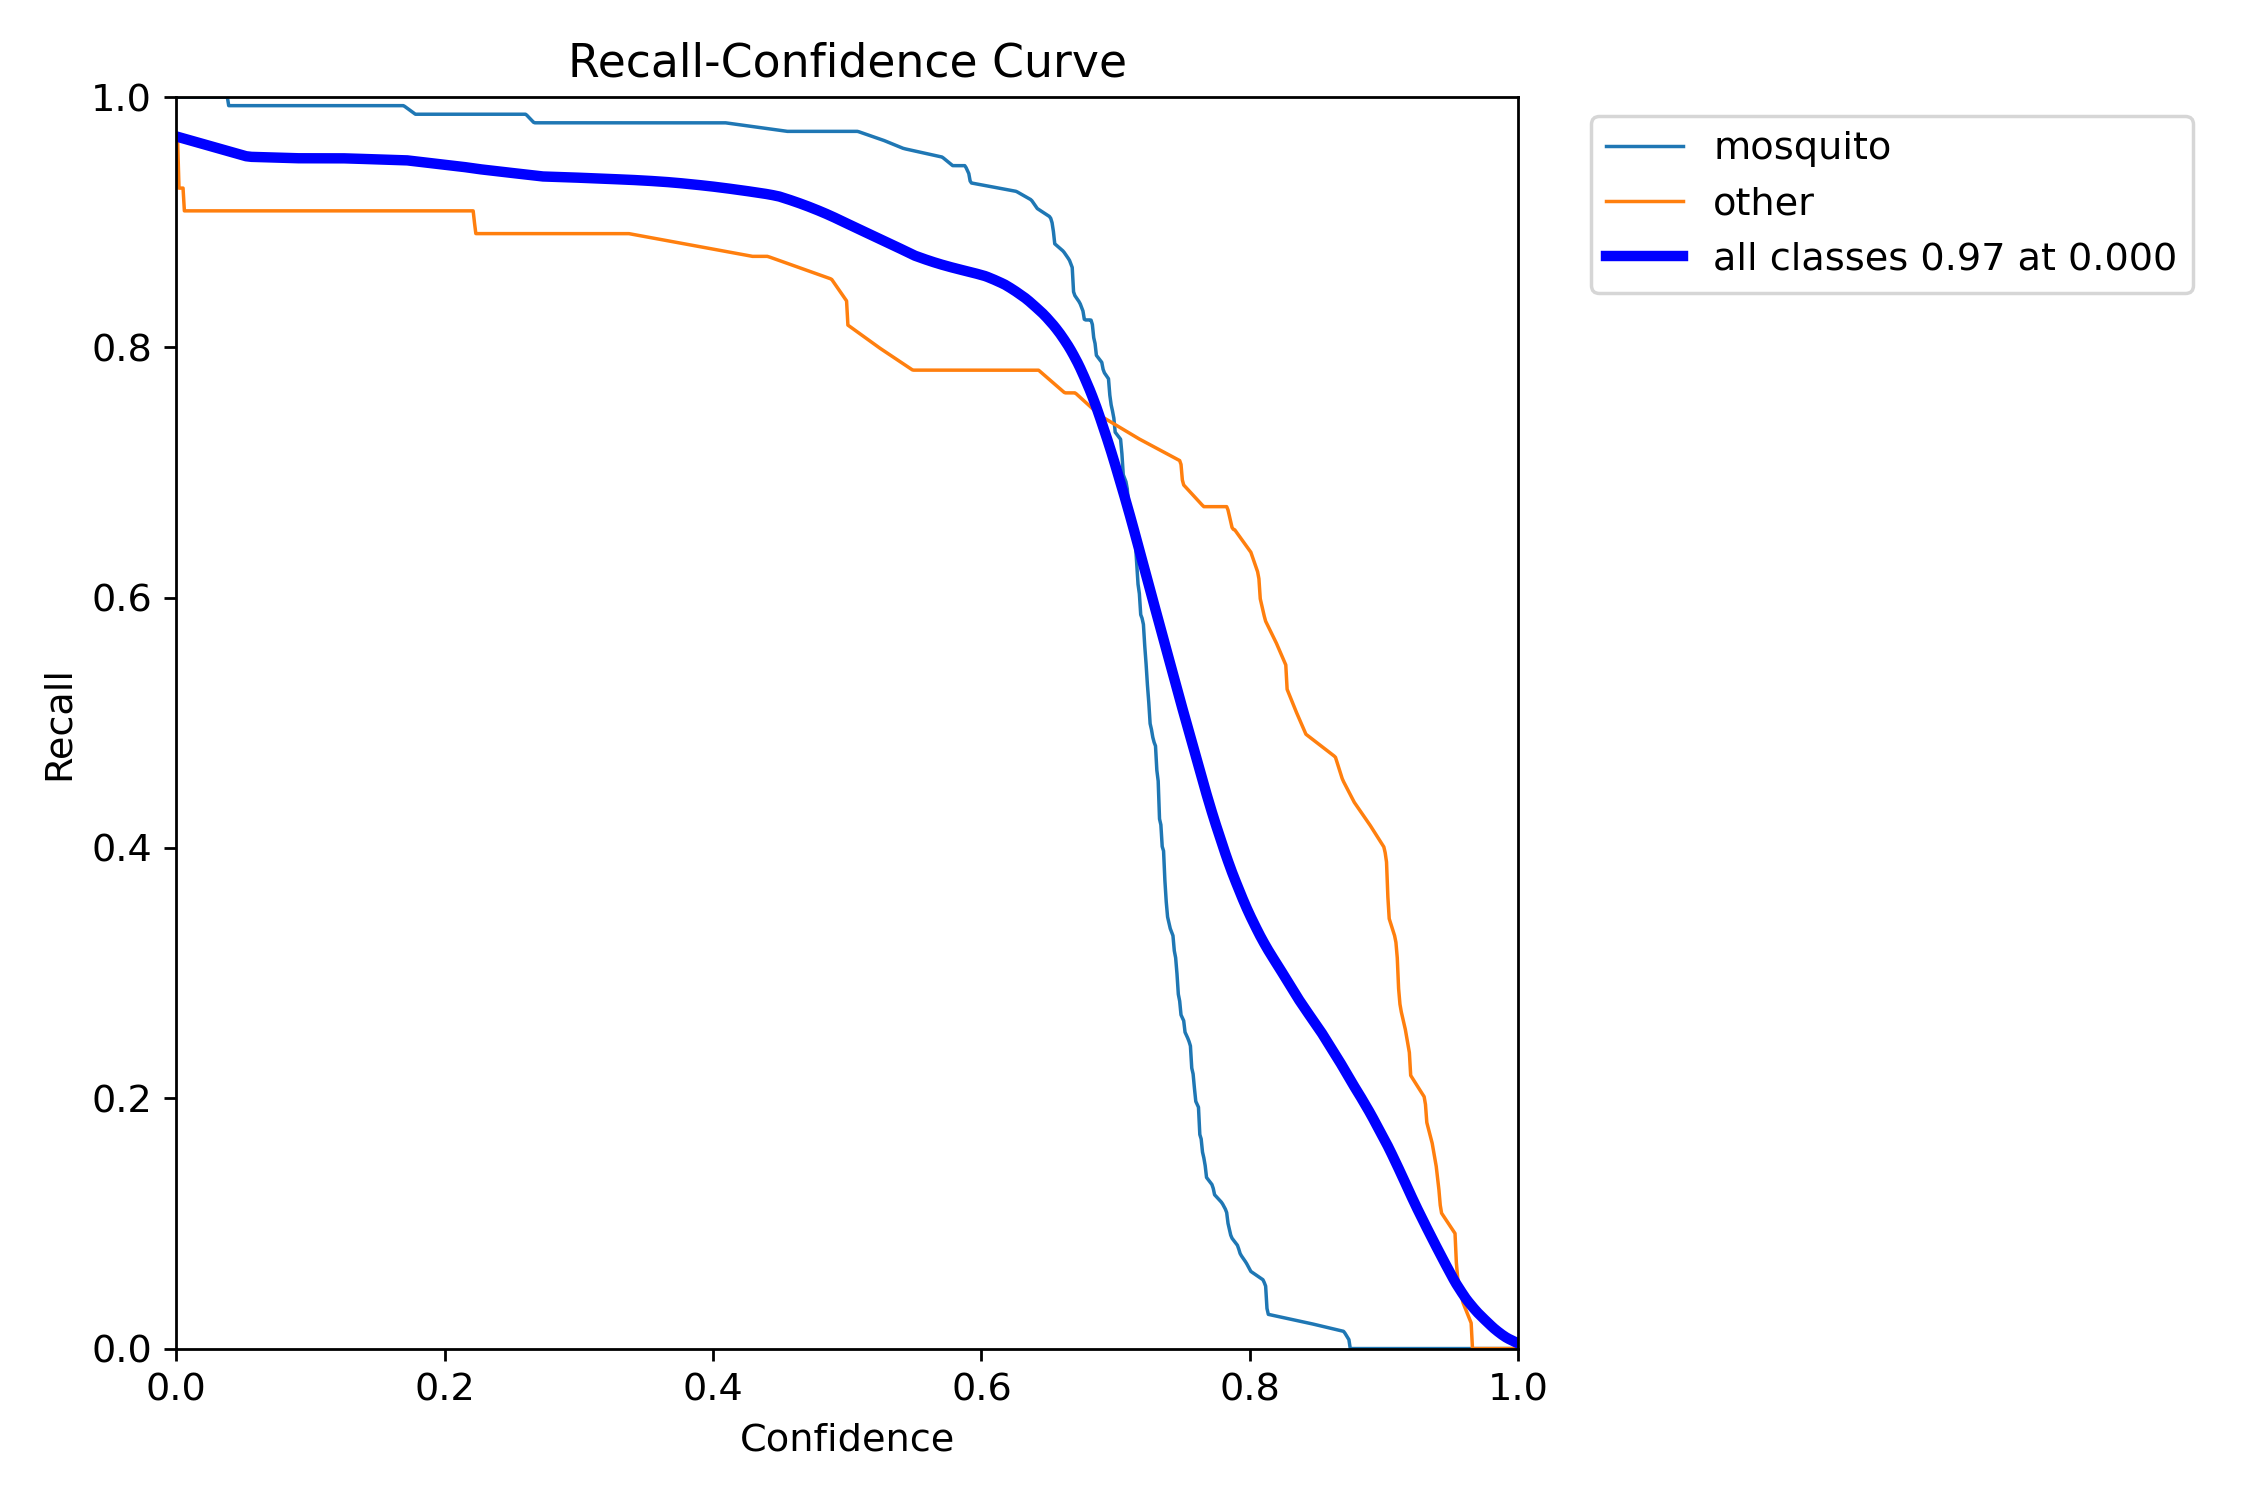 Recall-Confidence Curve
1.0
0.8
0.6
0.4
0.2
0.0
Recall
0.0 0.2 0.4 0.6 0.8 1.0
Confidence
mosquito
other
all classes 0.97 at 0.000